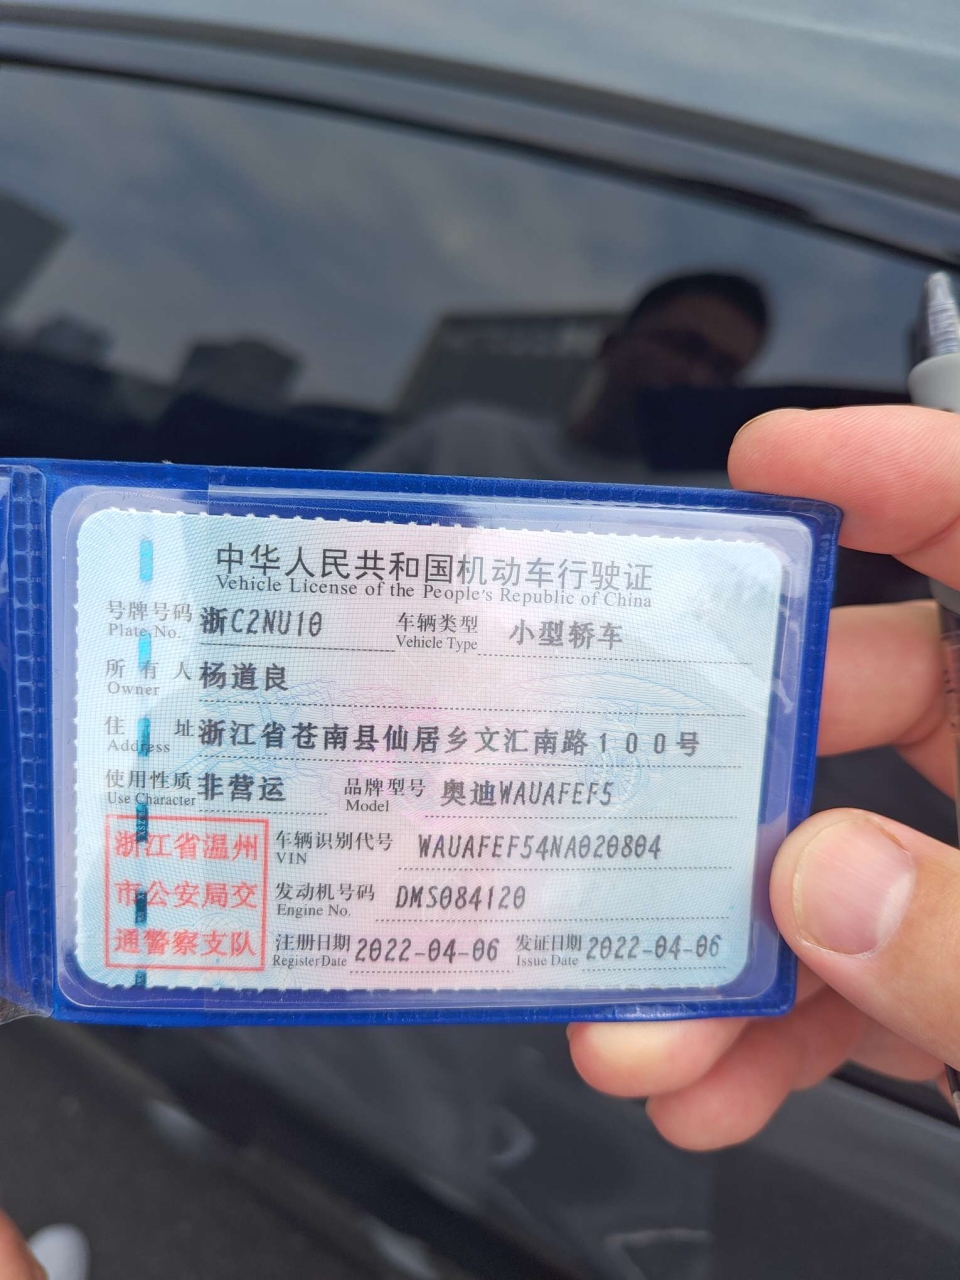 中华人民共和国机动车行驶证
Vehicle License of the People's Republic of China
号牌号码 浙C2NU10 车辆类型 小型轿车
Plate No. Vehicle Type
所有人 杨道良
Owner
住址 浙江省苍南县仙居乡文汇南路100号
Address
使用性质 非营运 品牌型号 奥迪WAUAFEF5
Use Character Model
浙江省温州
市公安局交
通警察支队
车辆识别代号 WAUAFEF54NA020804
VIN
发动机号码 DMS084120
Engine No.
注册日期 2022-04-06 发证日期 2022-04-06
Register Date Issue Date